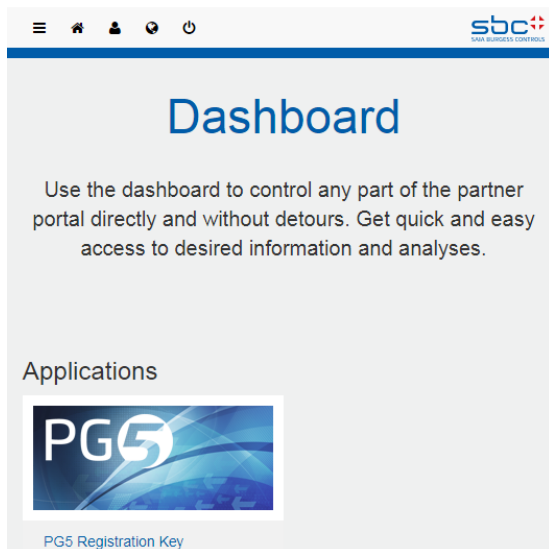 sbc
SAIA BURGESS CONTROLS
Dashboard
Use the dashboard to control any part of the partner
portal directly and without detours. Get quick and easy
access to desired information and analyses.
Applications
PG5
PG5 Registration Key